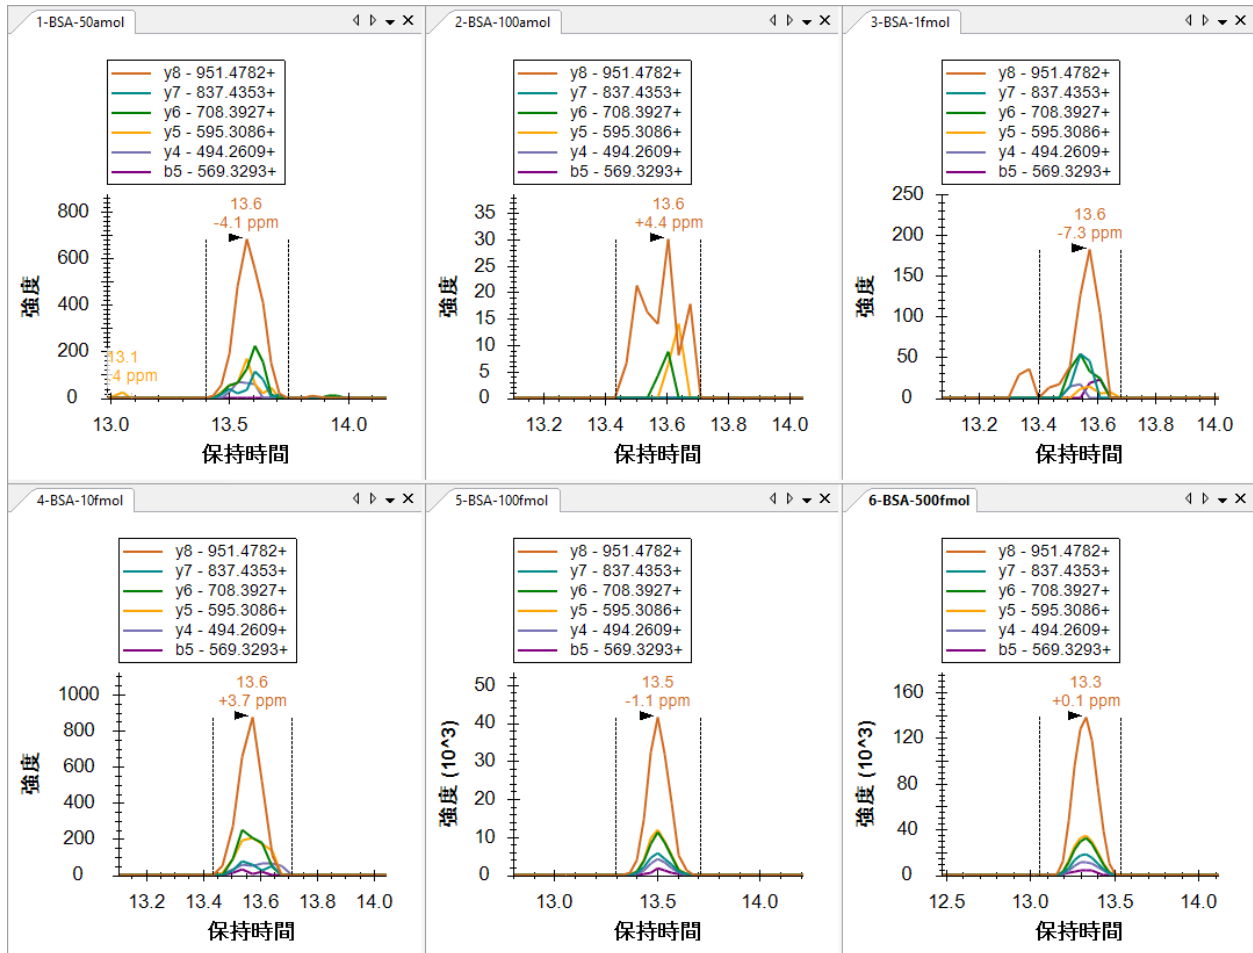 1-BSA-50amol
y8 - 951.4782+
y7 - 837.4353+
y6 - 708.3927+
y5 - 595.3086+
y4 - 494.2609+
b5 - 569.3293+
13.6
-4.1 ppm
13.1
-4 ppm
強度
800
600
400
200
0
13.0 13.5 14.0
保持時間
2-BSA-100amol
y8 - 951.4782+
y7 - 837.4353+
y6 - 708.3927+
y5 - 595.3086+
y4 - 494.2609+
b5 - 569.3293+
13.6
+4.4 ppm
強度
35
30
25
20
15
10
5
0
13.2 13.4 13.6 13.8 14.0
保持時間
3-BSA-1fmol
y8 - 951.4782+
y7 - 837.4353+
y6 - 708.3927+
y5 - 595.3086+
y4 - 494.2609+
b5 - 569.3293+
13.6
-7.3 ppm
強度
250
200
150
100
50
0
13.2 13.4 13.6 13.8 14.0
保持時間
4-BSA-10fmol
y8 - 951.4782+
y7 - 837.4353+
y6 - 708.3927+
y5 - 595.3086+
y4 - 494.2609+
b5 - 569.3293+
13.6
+3.7 ppm
強度
1000
800
600
400
200
0
13.2 13.4 13.6 13.8 14.0
保持時間
5-BSA-100fmol
y8 - 951.4782+
y7 - 837.4353+
y6 - 708.3927+
y5 - 595.3086+
y4 - 494.2609+
b5 - 569.3293+
13.5
-1.1 ppm
強度 (10^3)
50
40
30
20
10
0
13.0 13.5 14.0
保持時間
6-BSA-500fmol
y8 - 951.4782+
y7 - 837.4353+
y6 - 708.3927+
y5 - 595.3086+
y4 - 494.2609+
b5 - 569.3293+
13.3
+0.1 ppm
強度 (10^3)
160
120
80
40
0
12.5 13.0 13.5 14.0
保持時間